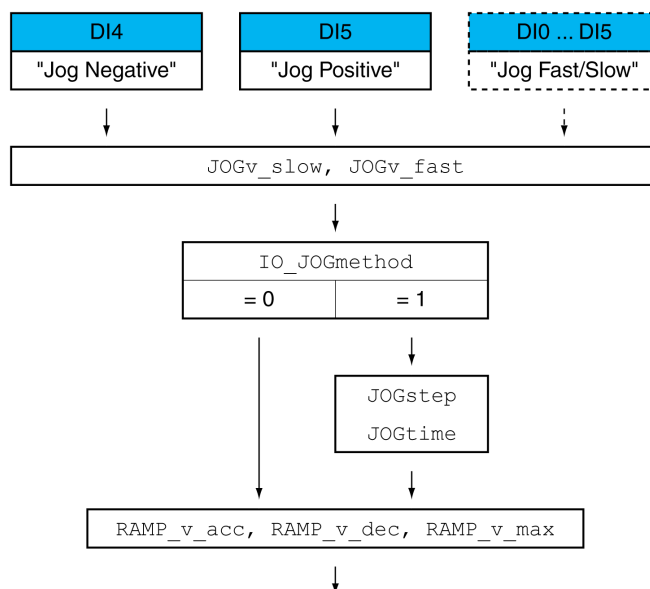 DI4 DI5 DI0 ... DI5
"Jog Negative" "Jog Positive" "Jog Fast/Slow"
JOGv_slow, JOGv_fast
IO_JOGmethod
= 0 = 1
JOGstep
JOGtime
RAMP_v_acc, RAMP_v_dec, RAMP_v_max